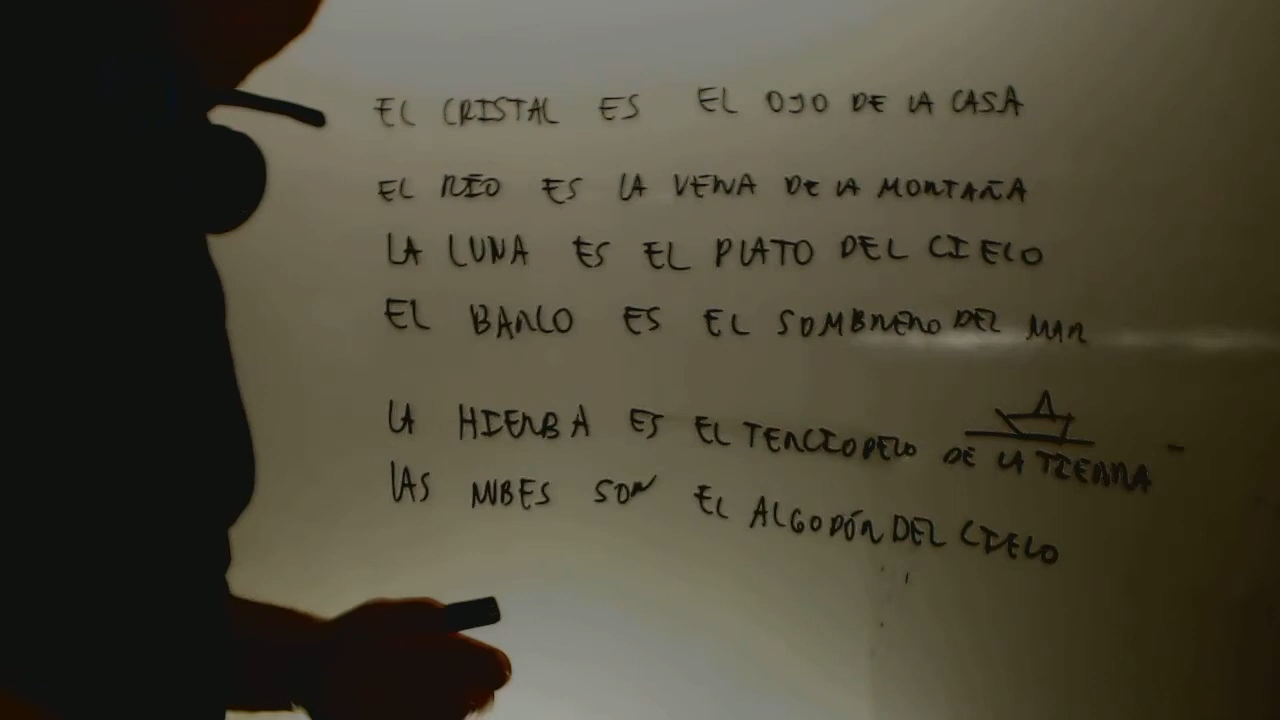 EL CRISTAL ES EL OJO DE LA CASA
EL RÍO ES LA VENA DE LA MONTAÑA
LA LUNA ES EL PLATO DEL CIELO
EL BARCO ES EL SOMBRERO DEL MAR
LA HIERBA ES EL TERCIOPELO DE LA TIERRA
LAS NUBES SON EL ALGODÓN DEL CIELO